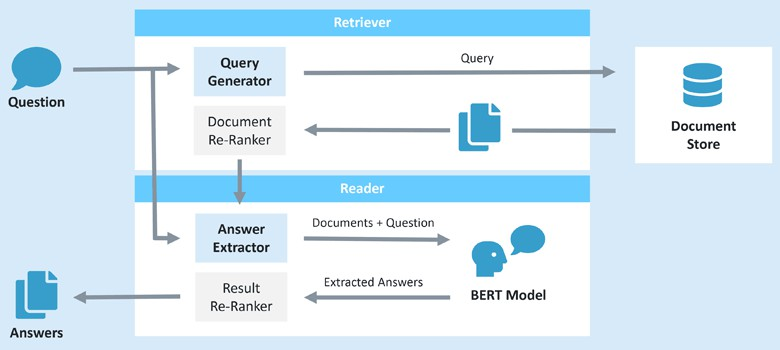 Retriever
Question
Query
Generator
Query
Document
Store
Document
Re-Ranker
Reader
Answer
Extractor
Documents + Question
BERT Model
Result
Re-Ranker
Extracted Answers
Answers